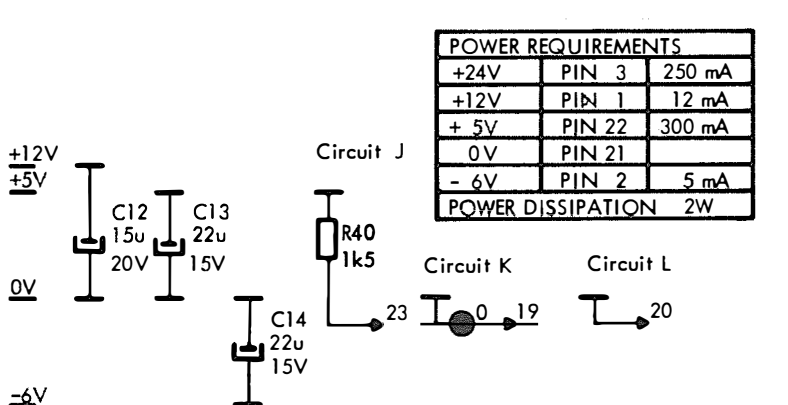 POWER REQUIREMENTS
+24V PIN 3 250 mA
+12V PIN 1 12 mA
+ 5V PIN 22 300 mA
0V PIN 21
- 6V PIN 2 5 mA
POWER DISSIPATION 2W
+12V
+5V
0V
-6V
C12
15u
20V
C13
22u
15V
C14
22u
15V
Circuit J
R40
1k5
23
Circuit K
0 19
Circuit L
20